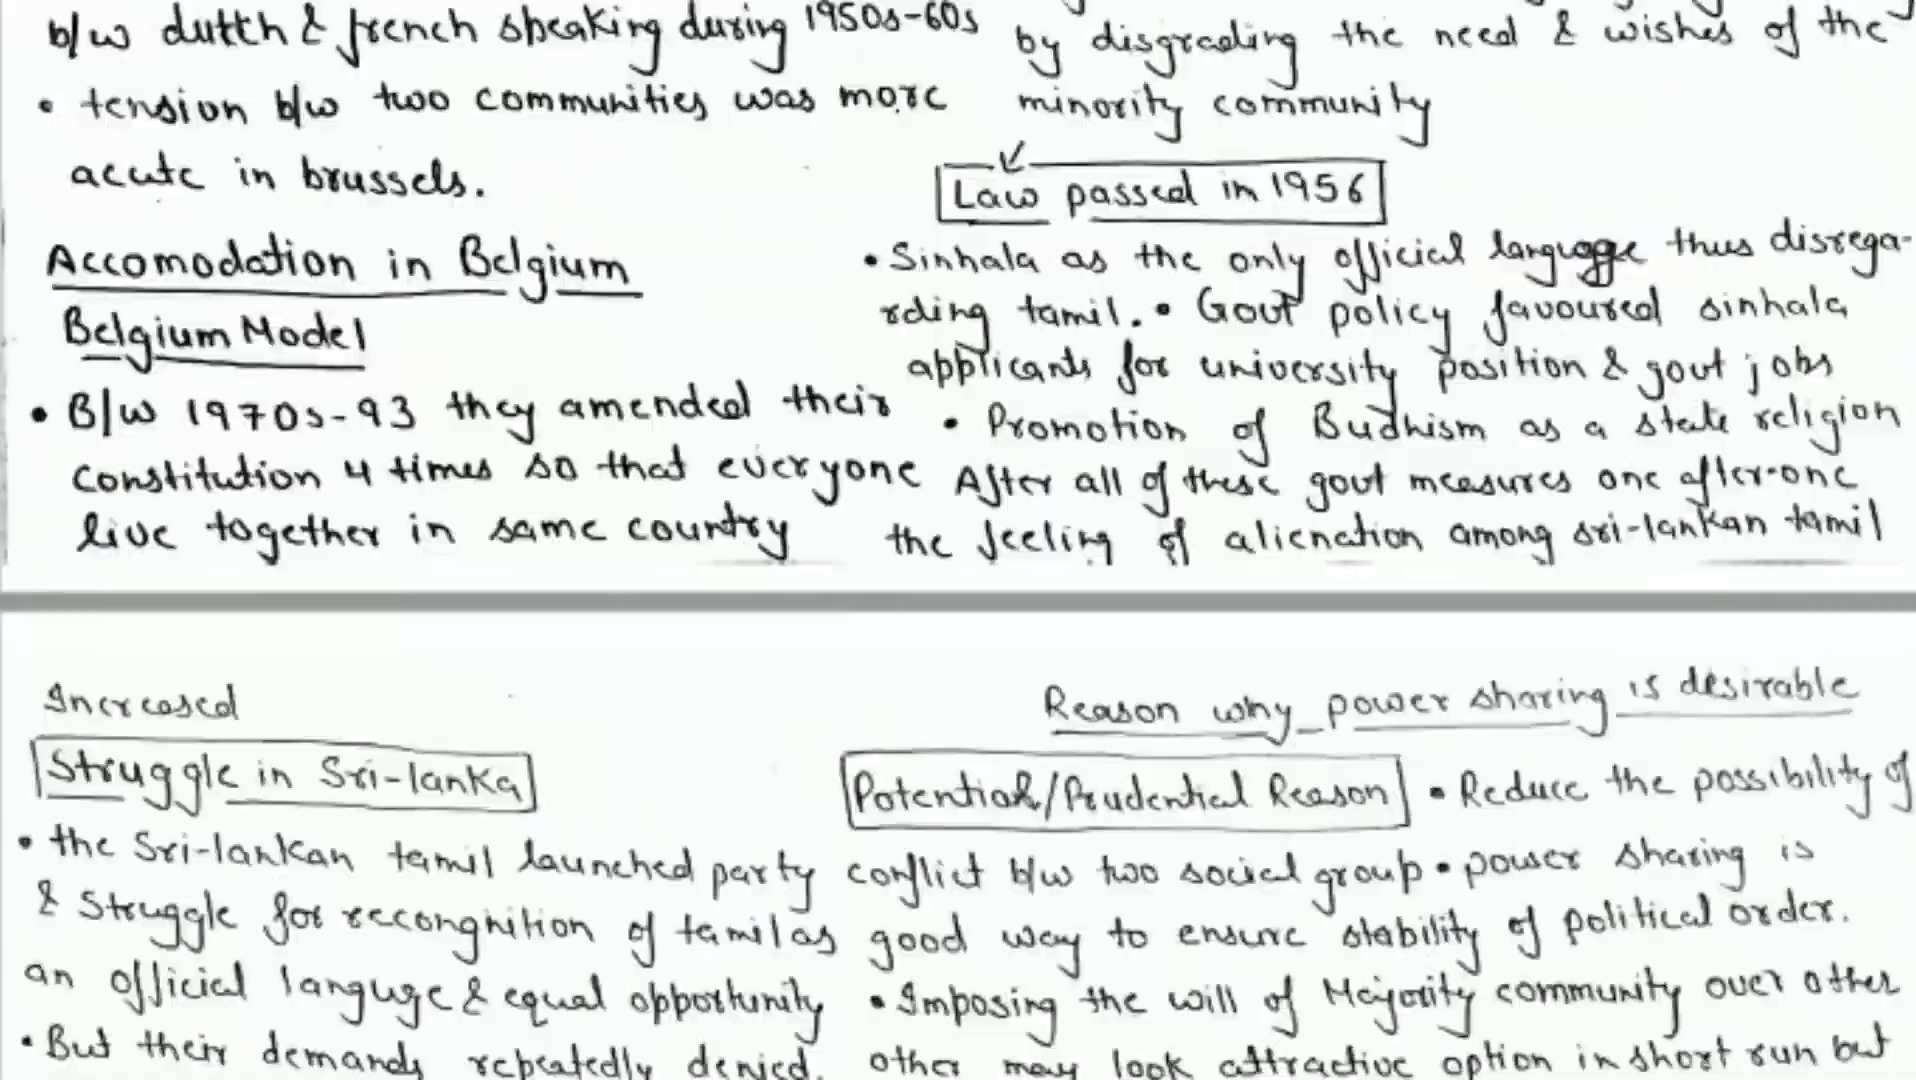 b/w dutch & french speaking during 1950s-60s
• tension b/w two communities was more
acute in brussels.
Accomodation in Belgium
Belgium Model
• B/w 1970s-93 they amended their
constitution 4 times so that everyone
live together in same country
by disgrading the need & wishes of the
minority community
Law passed in 1956
• Sinhala as the only official language thus disrega-
rding tamil. • Govt policy favoured sinhala
applicants for university position & govt jobs
• Promotion of Budhism as a state religion
After all of these govt measures one after-one
the feeling of alienation among sri-lankan tamil
Increased
Struggle in Sri-lanka
• the Sri-lankan tamil launched party
& Struggle for recongnition of tamil as
an official languge & equal opportunity
• But their demands repeatedly denied.
Reason why power sharing is desirable
Potential/Prudential Reason • Reduce the possibility of
conflict b/w two social group • power sharing is
good way to ensure stability of political order.
• Imposing the will of Majority community over other
other may look attractive option in short run but